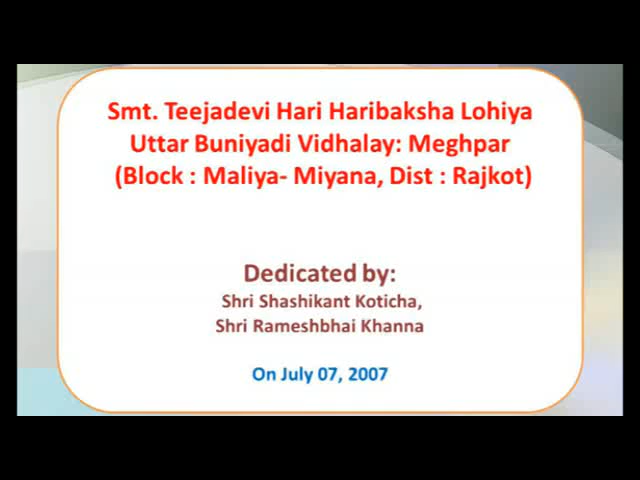 Smt. Teejadevi Hari Haribaksha Lohiya
Uttar Buniyadi Vidhalay: Meghpar
(Block : Maliya- Miyana, Dist : Rajkot)
Dedicated by:
Shri Shashikant Koticha,
Shri Rameshbhai Khanna
On July 07, 2007